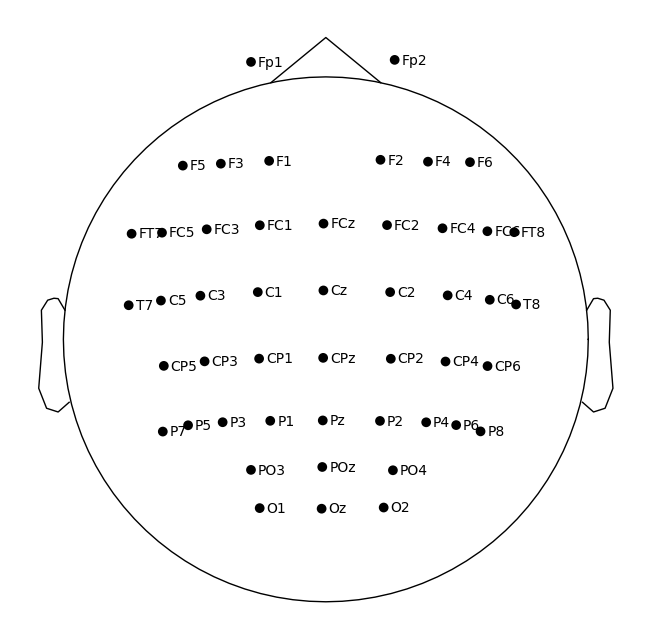 Fp1 Fp2
F5 F3 F1 F2 F4 F6
FT7 FC5 FC3 FC1 FCz FC2 FC4 FC6 FT8
T7 C5 C3 C1 Cz C2 C4 C6 T8
CP5 CP3 CP1 CPz CP2 CP4 CP6
P7 P5 P3 P1 Pz P2 P4 P6 P8
PO3 POz PO4
O1 Oz O2